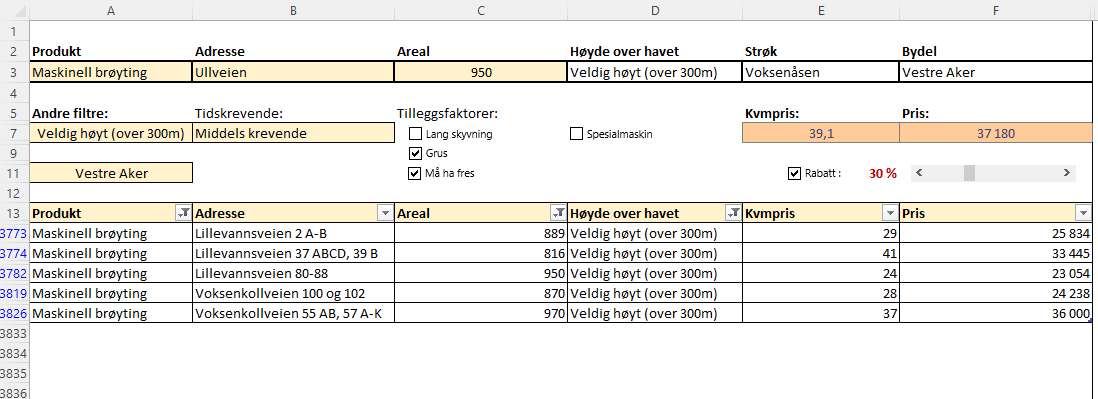 A B C D E F
1
2 Produkt Adresse Areal Høyde over havet Strøk Bydel
3 Maskinell brøyting Ullveien 950 Veldig høyt (over 300m) Voksenåsen Vestre Aker
4
5 Andre filtre: Tidskrevende: Tilleggsfaktorer: Kvmpris: Pris:
7 Veldig høyt (over 300m) Middels krevende Lang skyvning Spesialmaskin 39,1 37 180
9 Grus
11 Vestre Aker Må ha fres Rabatt : 30 %
12
13 Produkt Adresse Areal Høyde over havet Kvmpris Pris
3773 Maskinell brøyting Lillevannsveien 2 A-B 889 Veldig høyt (over 300m) 29 25 834
3774 Maskinell brøyting Lillevannsveien 37 ABCD, 39 B 816 Veldig høyt (over 300m) 41 33 445
3782 Maskinell brøyting Lillevannsveien 80-88 950 Veldig høyt (over 300m) 24 23 054
3819 Maskinell brøyting Voksenkollveien 100 og 102 870 Veldig høyt (over 300m) 28 24 238
3826 Maskinell brøyting Voksenkollveien 55 AB, 57 A-K 970 Veldig høyt (over 300m) 37 36 000
3833
3834
3835
3836